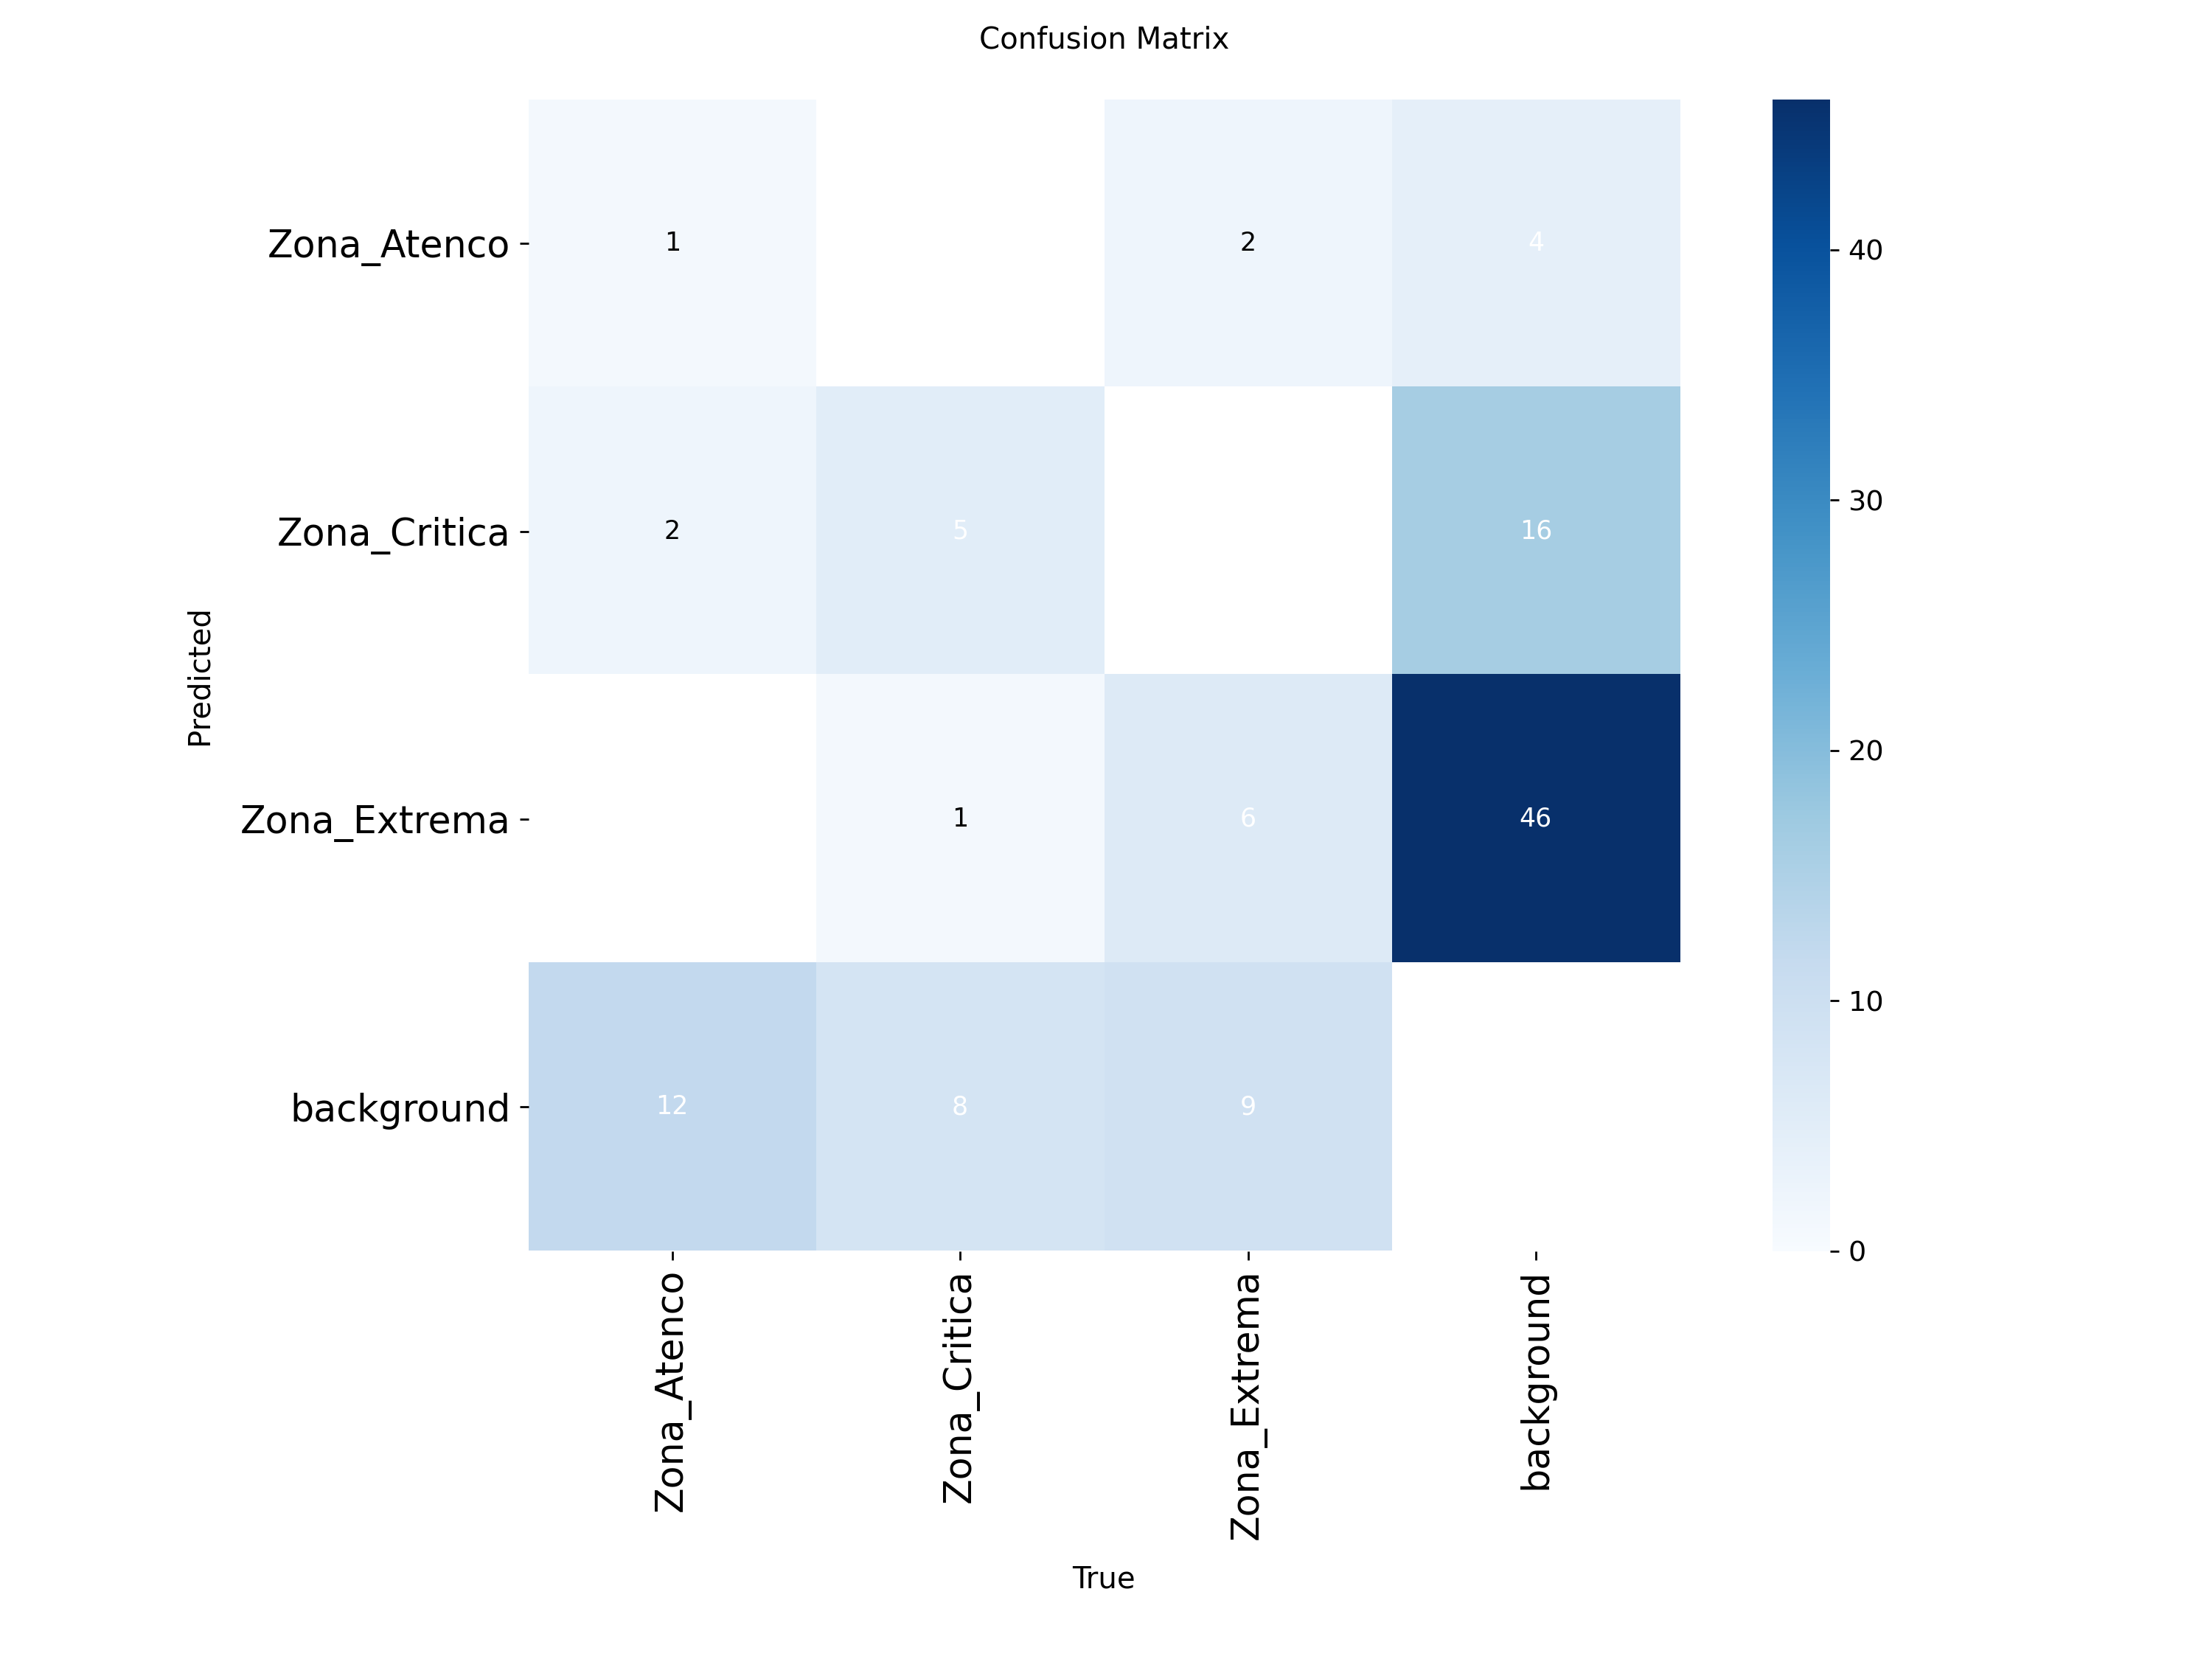 Confusion Matrix
Zona_Atenco
1
2
4
Zona_Critica
2
5
16
Zona_Extrema
1
6
46
background
12
8
9
Predicted
Zona_Atenco
Zona_Critica
Zona_Extrema
background
True
40
30
20
10
0